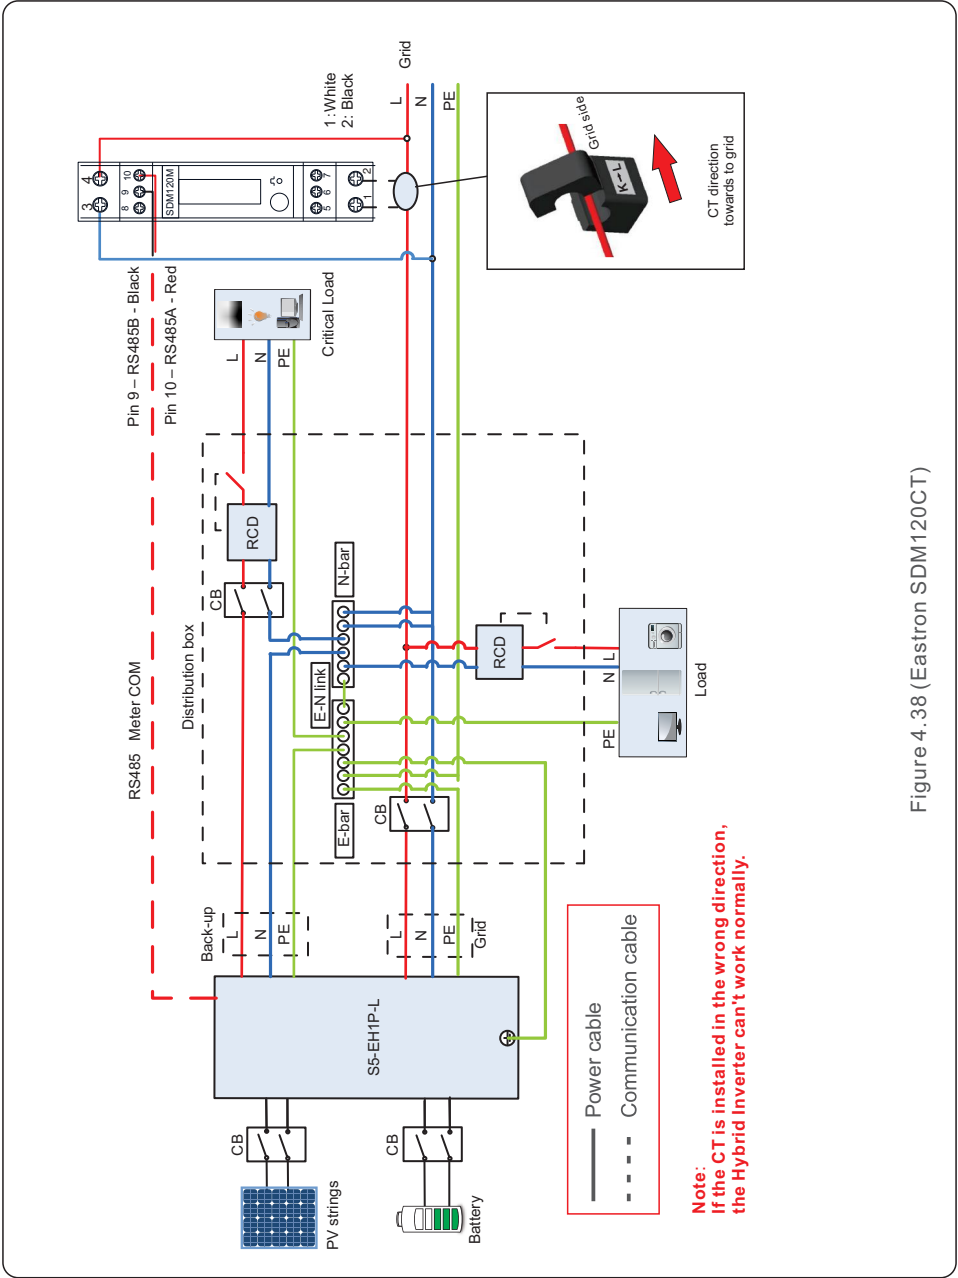 Grid
L
N
PE
1:White
2: Black
4
3
10
9
8
SDM120M
7
6
5
2
1
Grid side
K→L
CT direction
towards to grid
Pin 9 – RS485B - Black
Pin 10 – RS485A - Red
Critical Load
L
N
PE
RS485 Meter COM
Distribution box
RCD
CB
N-bar
E-N link
E-bar
CB
RCD
L
N
PE
Load
Back-up
L
N
PE
L
N
PE
Grid
S5-EH1P-L
CB
PV strings
CB
Battery
Power cable
Communication cable
Note:
If the CT is installed in the wrong direction,
the Hybrid Inverter can't work normally.
Figure 4.38 (Eastron SDM120CT)